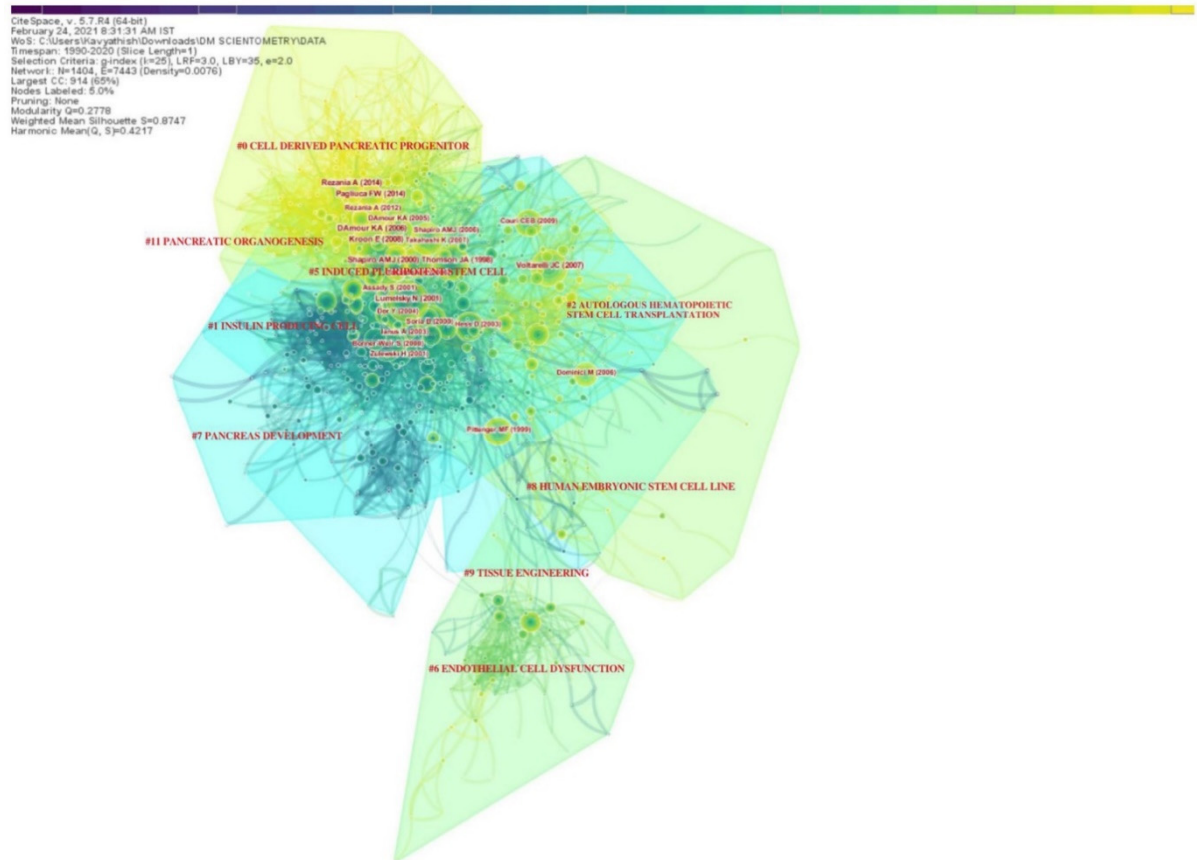 CiteSpace, v. 5.7.R4 (64-bit)
February 24, 2021 8:31:31 AM IST
WoS: C:\Users\Kavyathish\Downloads\DM SCIENTOMETRY\DATA
Timespan: 1990-2020 (Slice Length=1)
Selection Criteria: g-index (k=25), LRF=3.0, LBY=35, e=2.0
Network: N=1404, E=7443 (Density=0.0076)
Largest CC: 914 (65%)
Nodes Labeled: 5.0%
Pruning: None
Modularity Q=0.2778
Weighted Mean Silhouette S=0.8747
Harmonic Mean(Q, S)=0.4217
#0 CELL DERIVED PANCREATIC PROGENITOR
Rezania A (2014)
Pagliuca FW (2014)
Rezania A (2012)
DAmour KA (2005)
Couri CEB (2009)
DAmour KA (2006)
Shapiro AMJ (2006)
#11 PANCREATIC ORGANOGENESIS
Kroon E (2008)
Takahashi K (2007)
Shapiro AMJ (2000)
Thomson JA (1998)
Voltarelli JC (2007)
#5 INDUCED PLURIPOTENT STEM CELL
Assady S (2001)
Lumelsky N (2001)
#2 AUTOLOGOUS HEMATOPOIETIC
STEM CELL TRANSPLANTATION
Dor Y (2004)
#1 INSULIN PRODUCING CELL
Soria B (2000)
Hess D (2003)
Ianus A (2003)
Bonner-Weir S (2000)
Zulewski H (2001)
Dominici M (2006)
Pittenger MF (1999)
#7 PANCREAS DEVELOPMENT
#8 HUMAN EMBRYONIC STEM CELL LINE
#9 TISSUE ENGINEERING
#6 ENDOTHELIAL CELL DYSFUNCTION